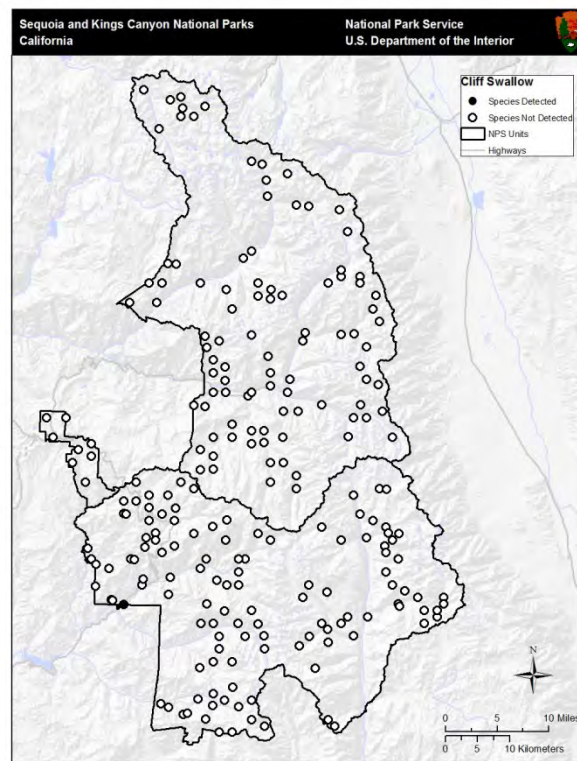 Sequoia and Kings Canyon National Parks
California
National Park Service
U.S. Department of the Interior
Cliff Swallow
Species Detected
Species Not Detected
NPS Units
Highways
N
0 5 10 Miles
0 5 10 Kilometers